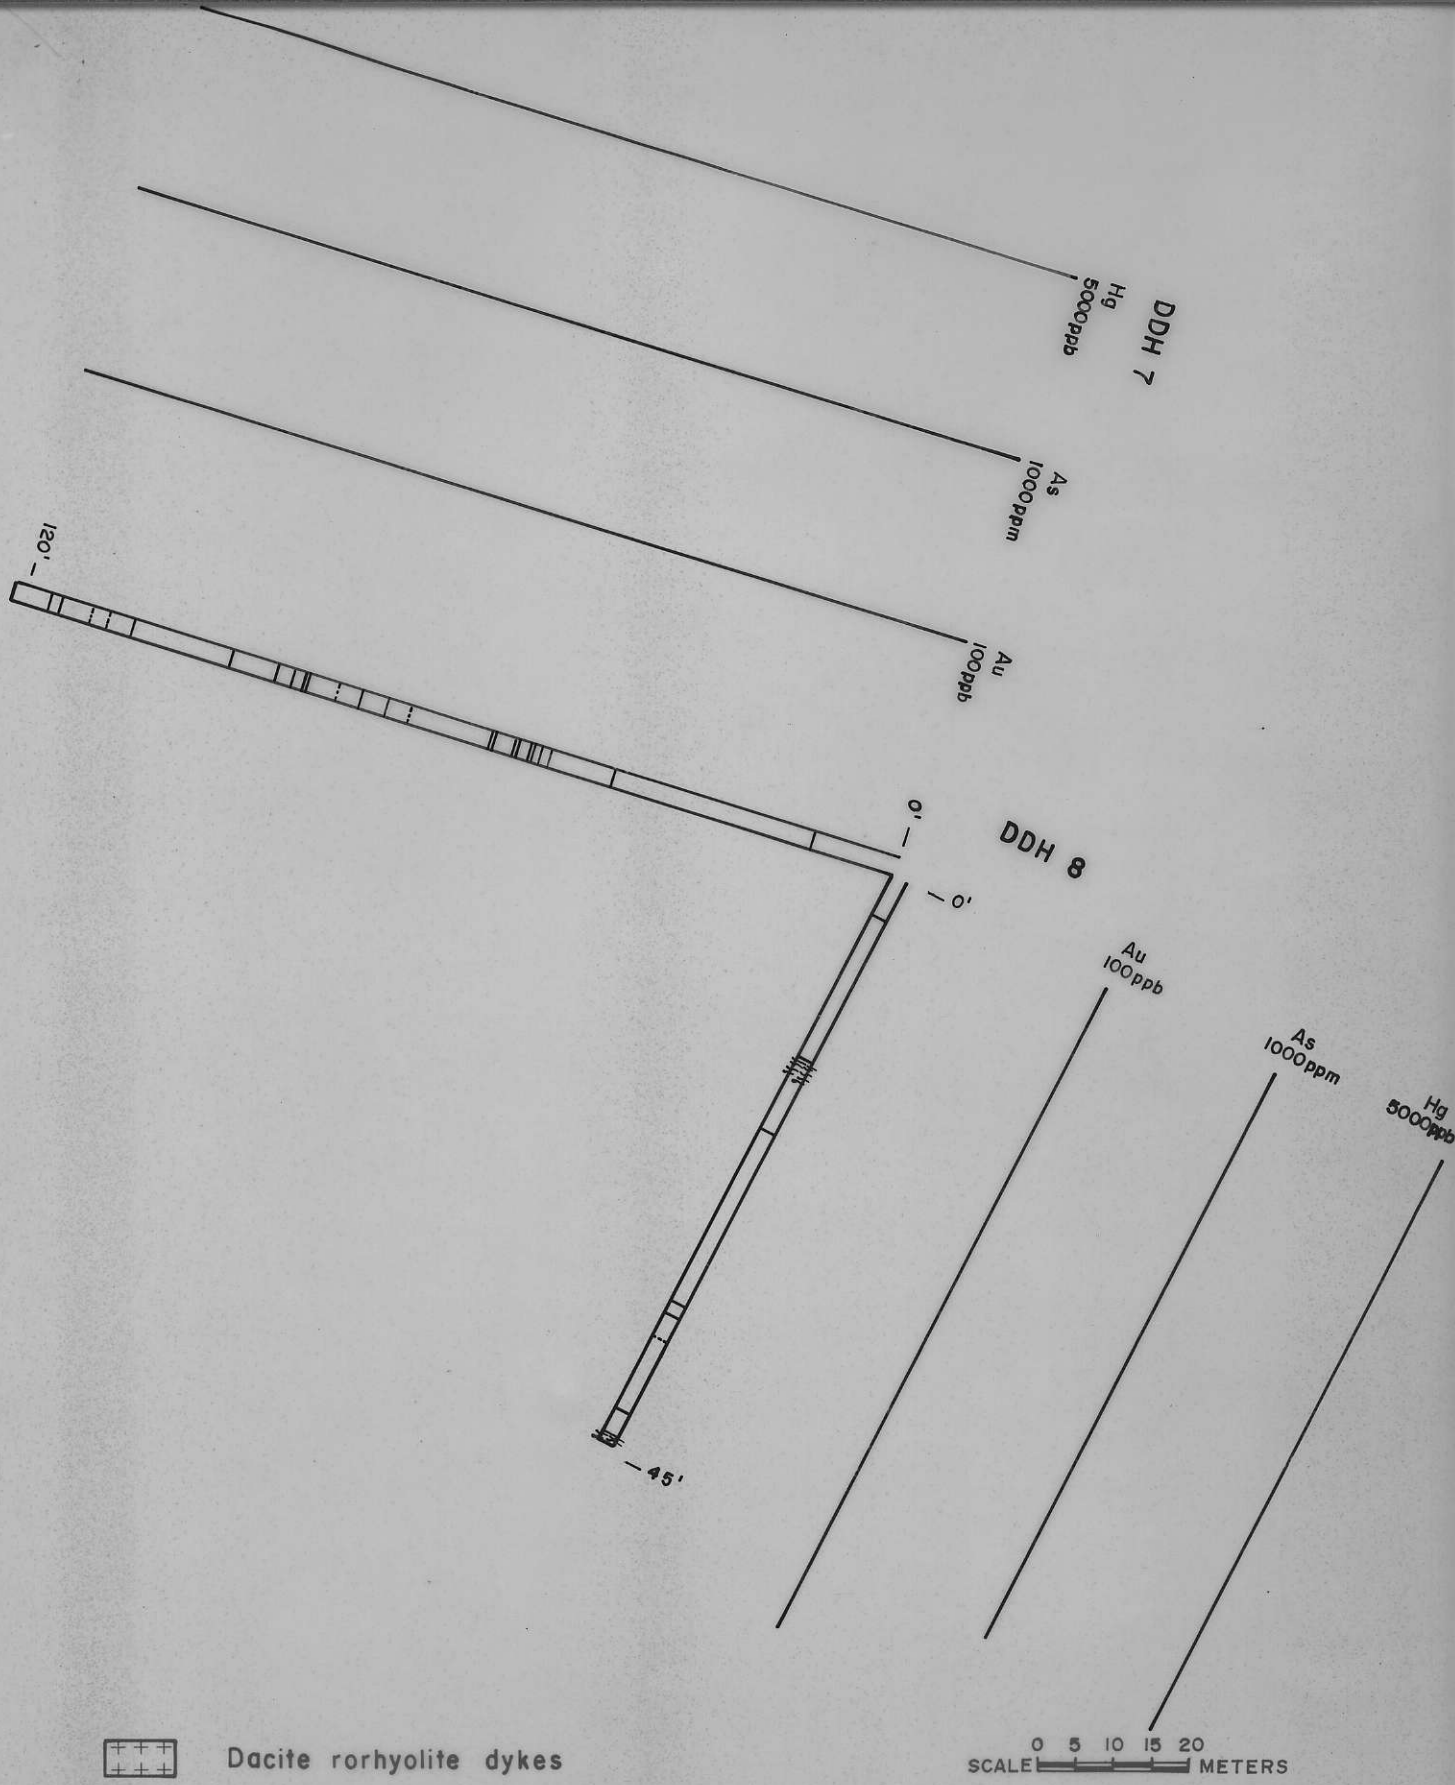 DDH 7
Hg
5000ppb
As
1000ppm
Au
100ppb
120'
0'
DDH 8
0'
Au
100ppb
As
1000ppm
Hg
5000ppb
45'
Dacite rorhyolite dykes
0 5 10 15 20
SCALE METERS